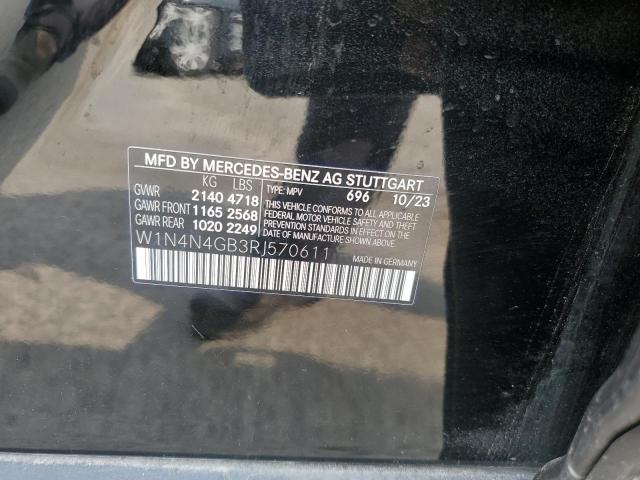 MFD BY MERCEDES-BENZ AG STUTTGART
KG LBS TYPE: MPV 696 10/23
GVWR 2140 4718
GAWR FRONT 1165 2568
GAWR REAR 1020 2249
THIS VEHICLE CONFORMS TO ALL APPLICABLE
FEDERAL MOTOR VEHICLE SAFETY AND THEFT
PREVENTION STANDARDS IN EFFECT ON THE DATE
OF MANUFACTURE SHOWN ABOVE.
W1N4N4GB3RJ570611
MADE IN GERMANY